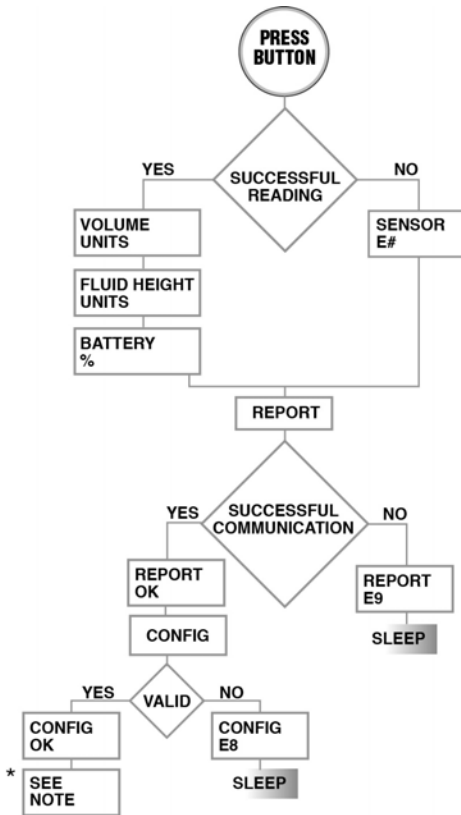 PRESS
BUTTON
YES
SUCCESSFUL
READING
NO
VOLUME
UNITS
SENSOR
E#
FLUID HEIGHT
UNITS
BATTERY
%
REPORT
YES
SUCCESSFUL
COMMUNICATION
NO
REPORT
OK
REPORT
E9
CONFIG
SLEEP
YES
VALID
NO
CONFIG
OK
CONFIG
E8
*
SEE
NOTE
SLEEP